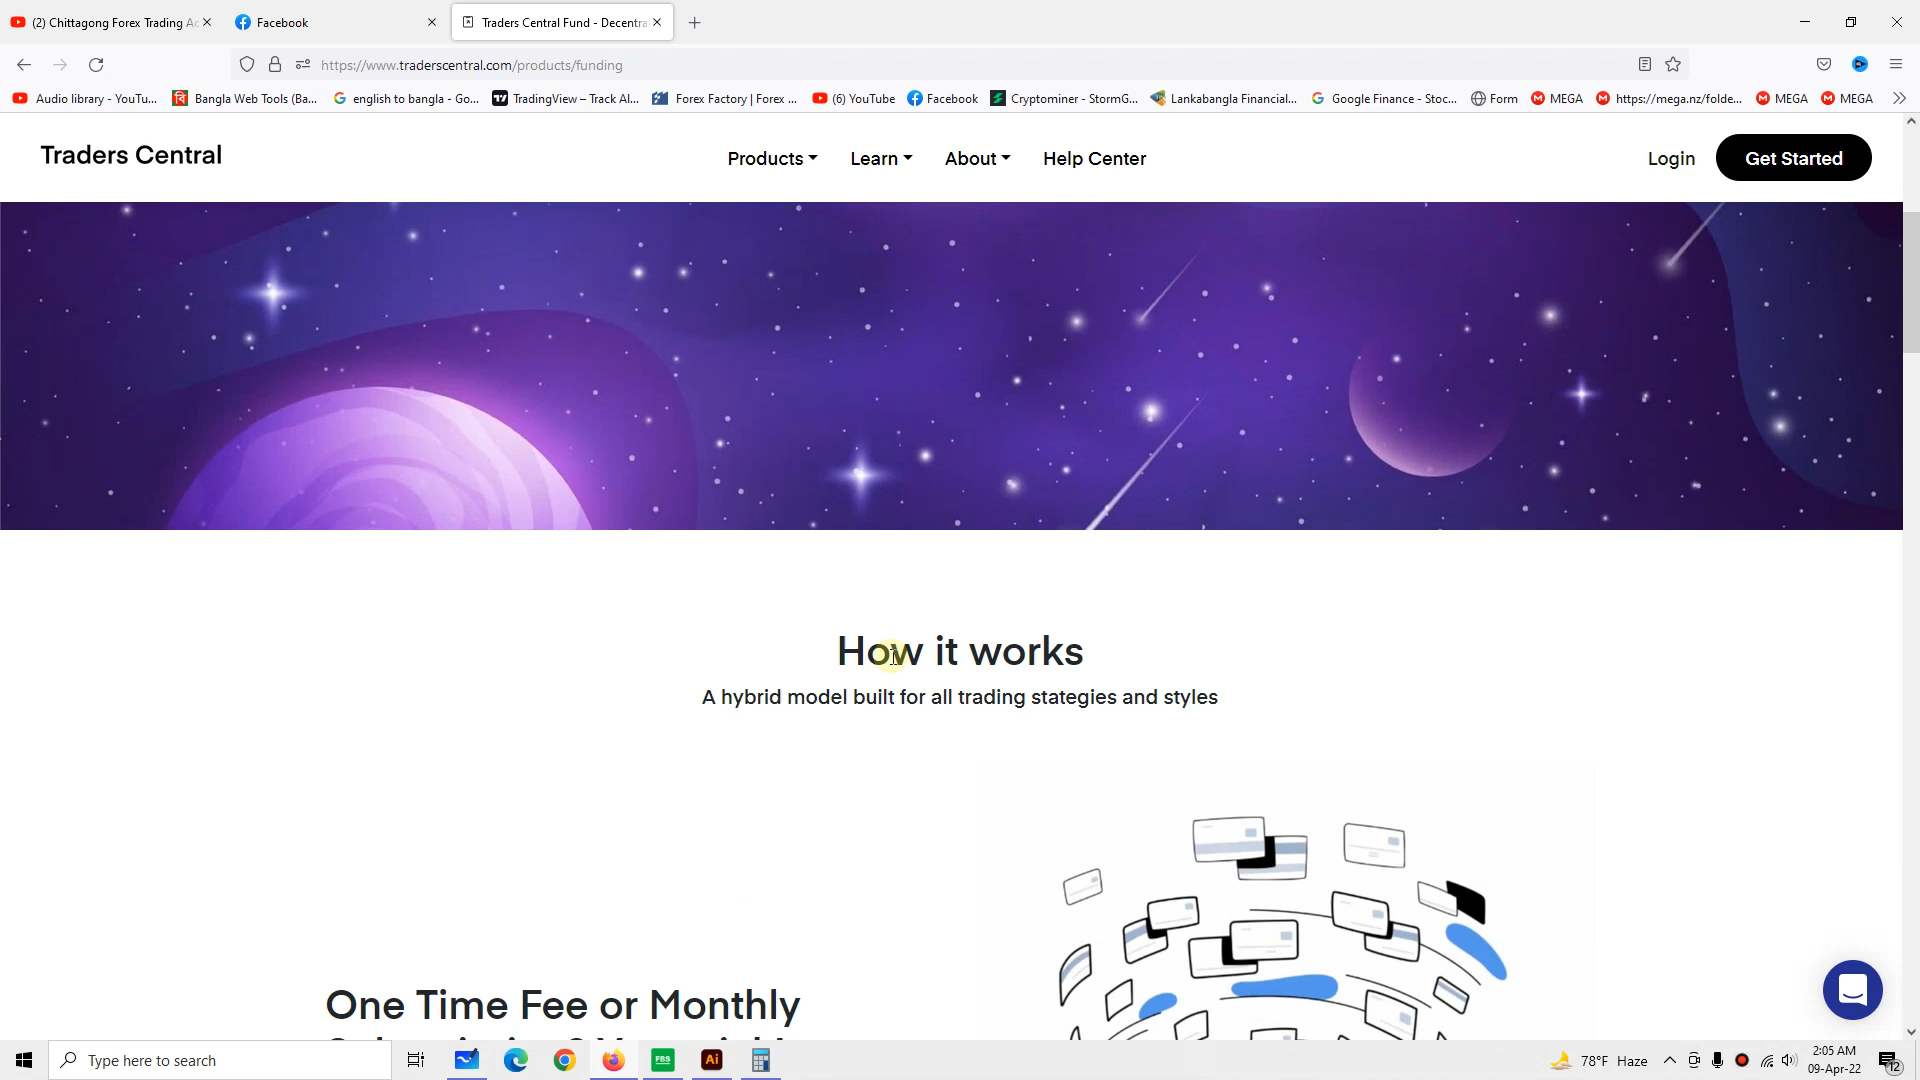 (2) Chittagong Forex Trading Ac
Facebook
Traders Central Fund - Decentra
https://www.traderscentral.com/products/funding
Audio library - YouTu...
Bangla Web Tools (Ba...
english to bangla - Go...
TradingView – Track Al...
Forex Factory | Forex ...
(6) YouTube
Facebook
Cryptominer - StormG...
Lankabangla Financial...
Google Finance - Stoc...
Form
MEGA
https://mega.nz/folde...
MEGA
MEGA
Traders Central
Products
Learn
About
Help Center
Login
Get Started
How it works
A hybrid model built for all trading stategies and styles
One Time Fee or Monthly
Type here to search
FBS
Ai
78°F Haze
2:05 AM
09-Apr-22
12